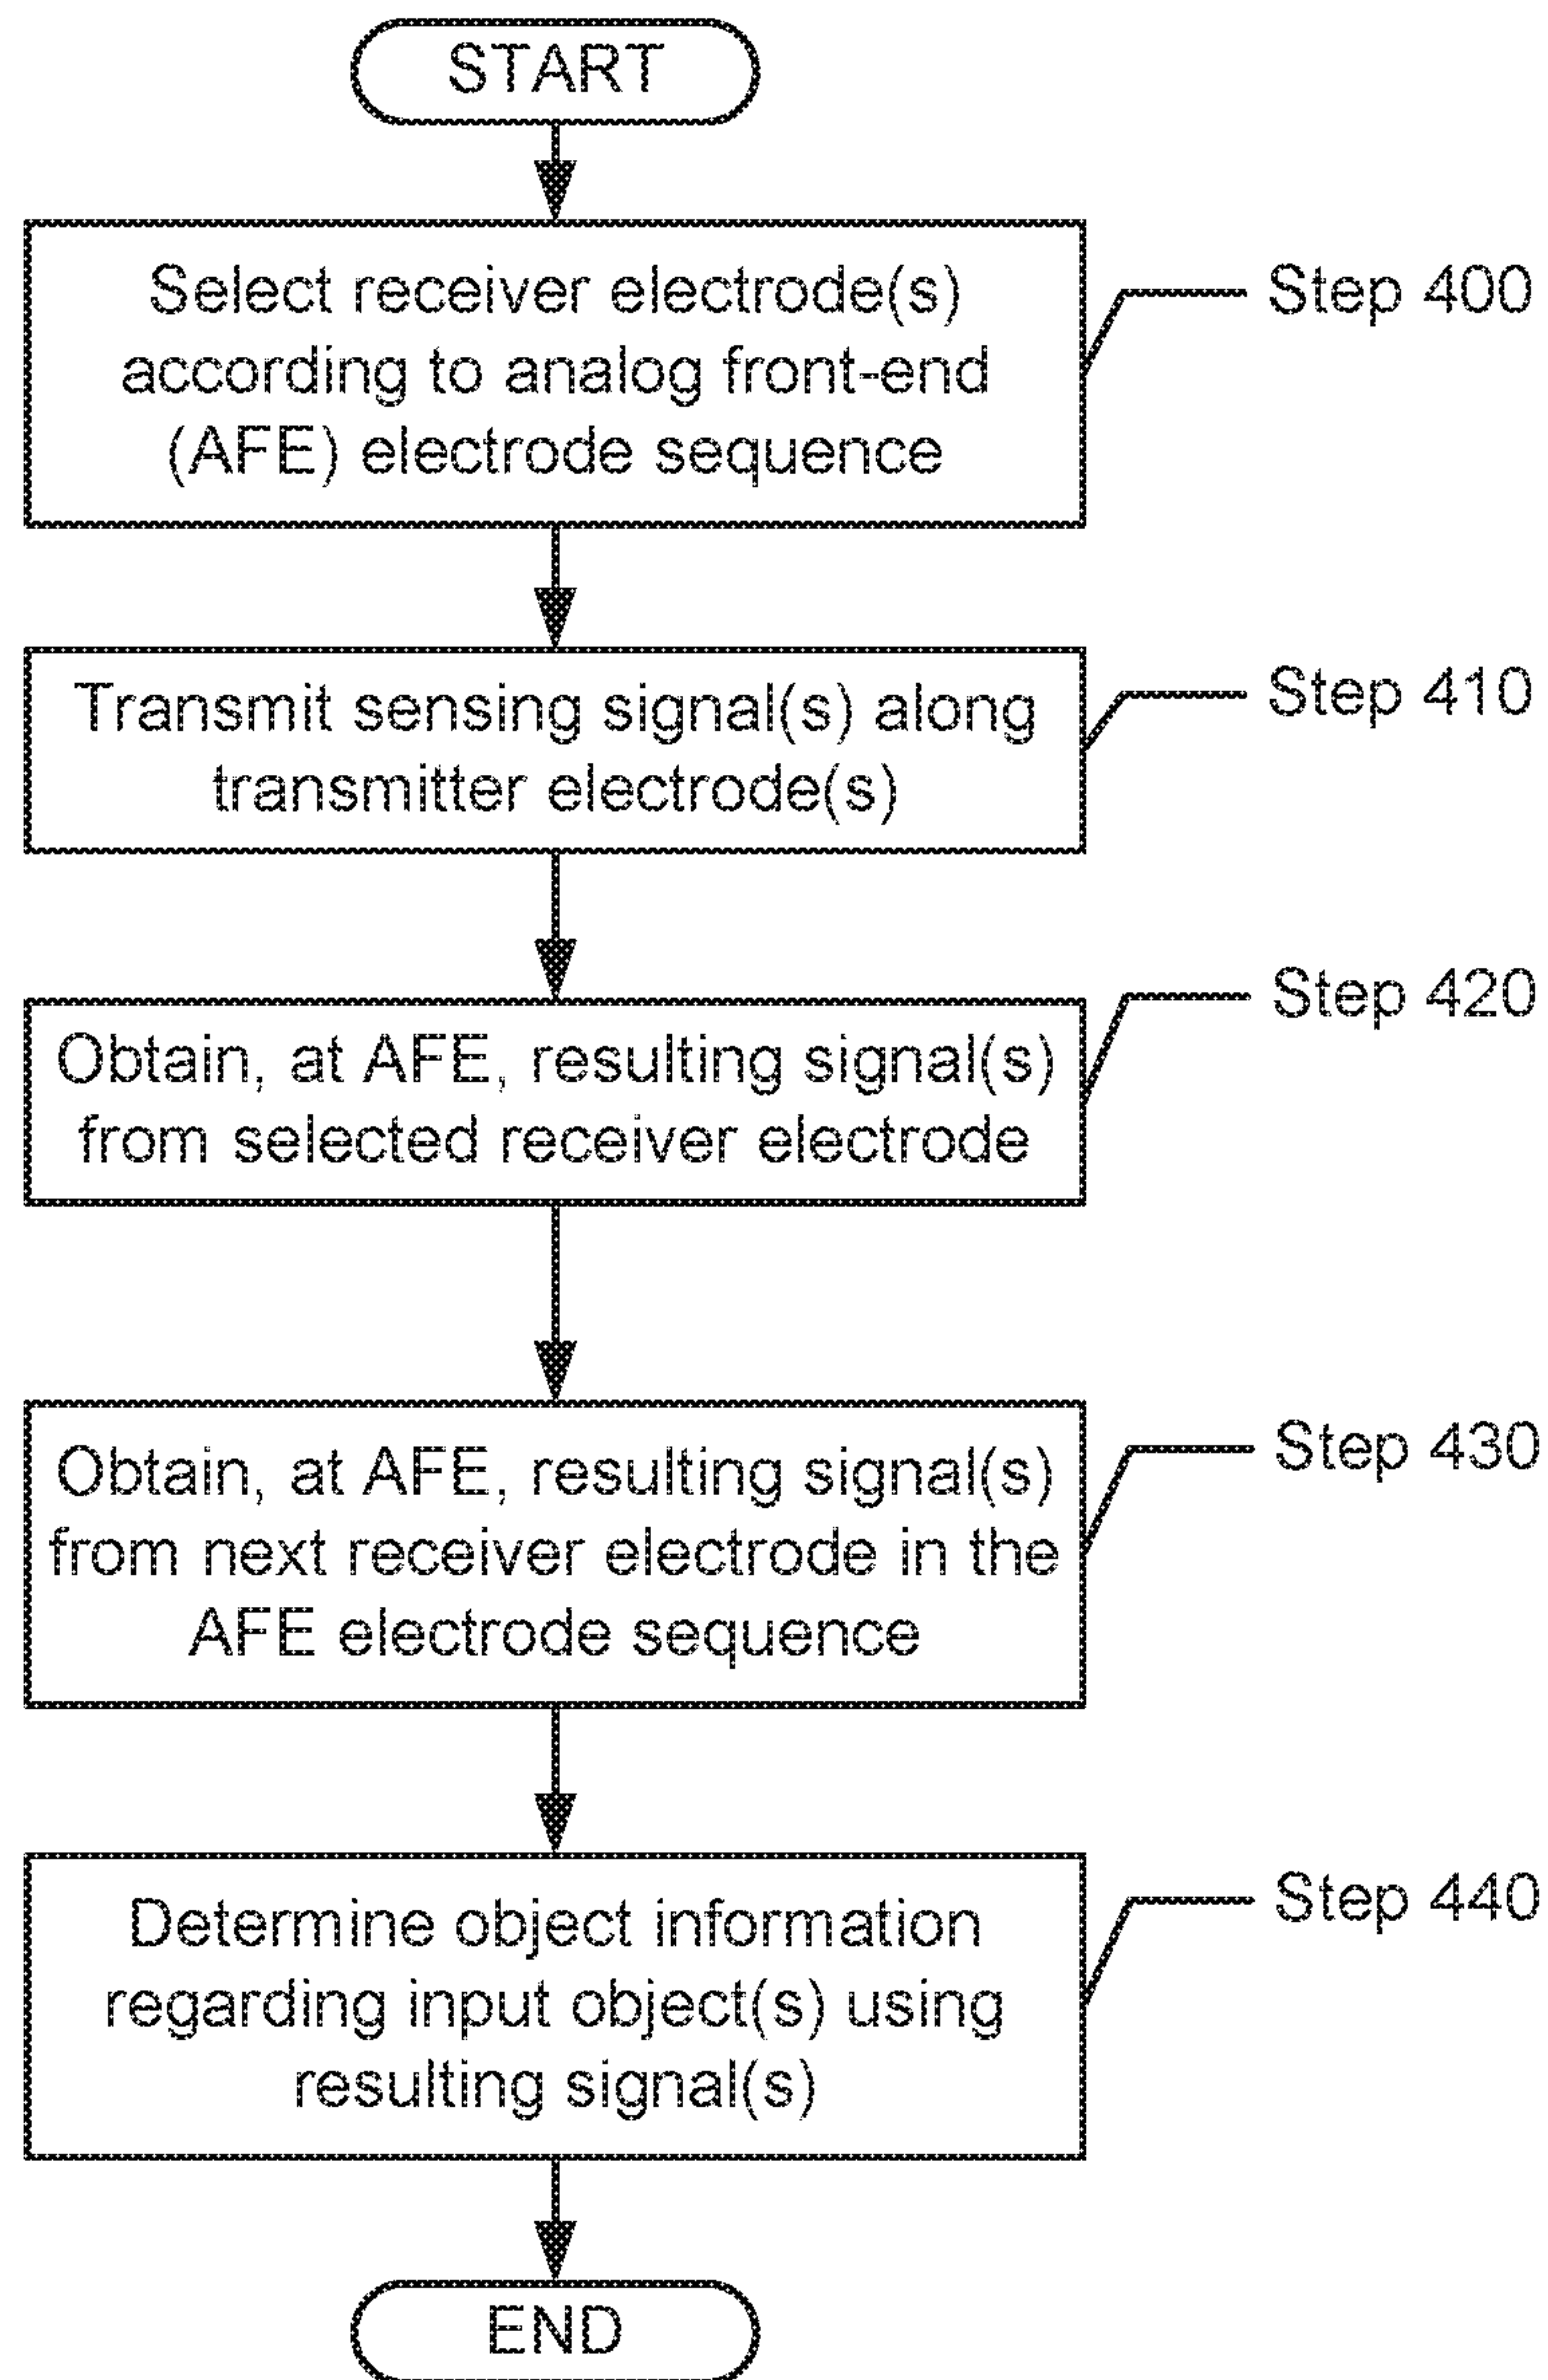 START
Select receiver electrode(s)
according to analog front-end
(AFE) electrode sequence
Step 400
Transmit sensing signal(s) along
transmitter electrode(s)
Step 410
Obtain, at AFE, resulting signal(s)
from selected receiver electrode
Step 420
Obtain, at AFE, resulting signal(s)
from next receiver electrode in the
AFE electrode sequence
Step 430
Determine object information
regarding input object(s) using
resulting signal(s)
Step 440
END